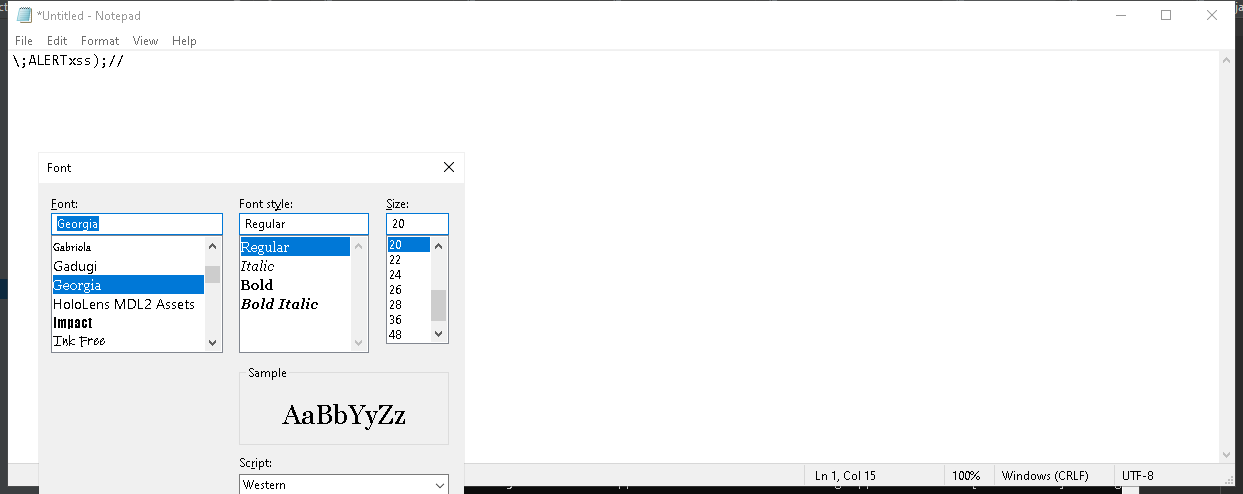 *Untitled - Notepad
File Edit Format View Help
\;ALERTxss);//
Font
Font: Font style: Size:
Georgia Regular 20
Gabriola Regular 20
Gadugi Italic 22
Georgia Bold 24
HoloLens MDL2 Assets Bold Italic 26
Impact 28
Ink Free 36
48
Sample
AaBbYyZz
Script:
Western
Ln 1, Col 15 100% Windows (CRLF) UTF-8